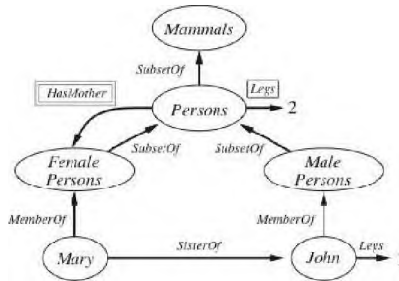 Mammals
SubsetOf
HasMother
Legs
Persons
2
Female
Persons
SubsetOf
SubsetOf
Male
Persons
MemberOf
MemberOf
Mary
SisterOf
John
Legs